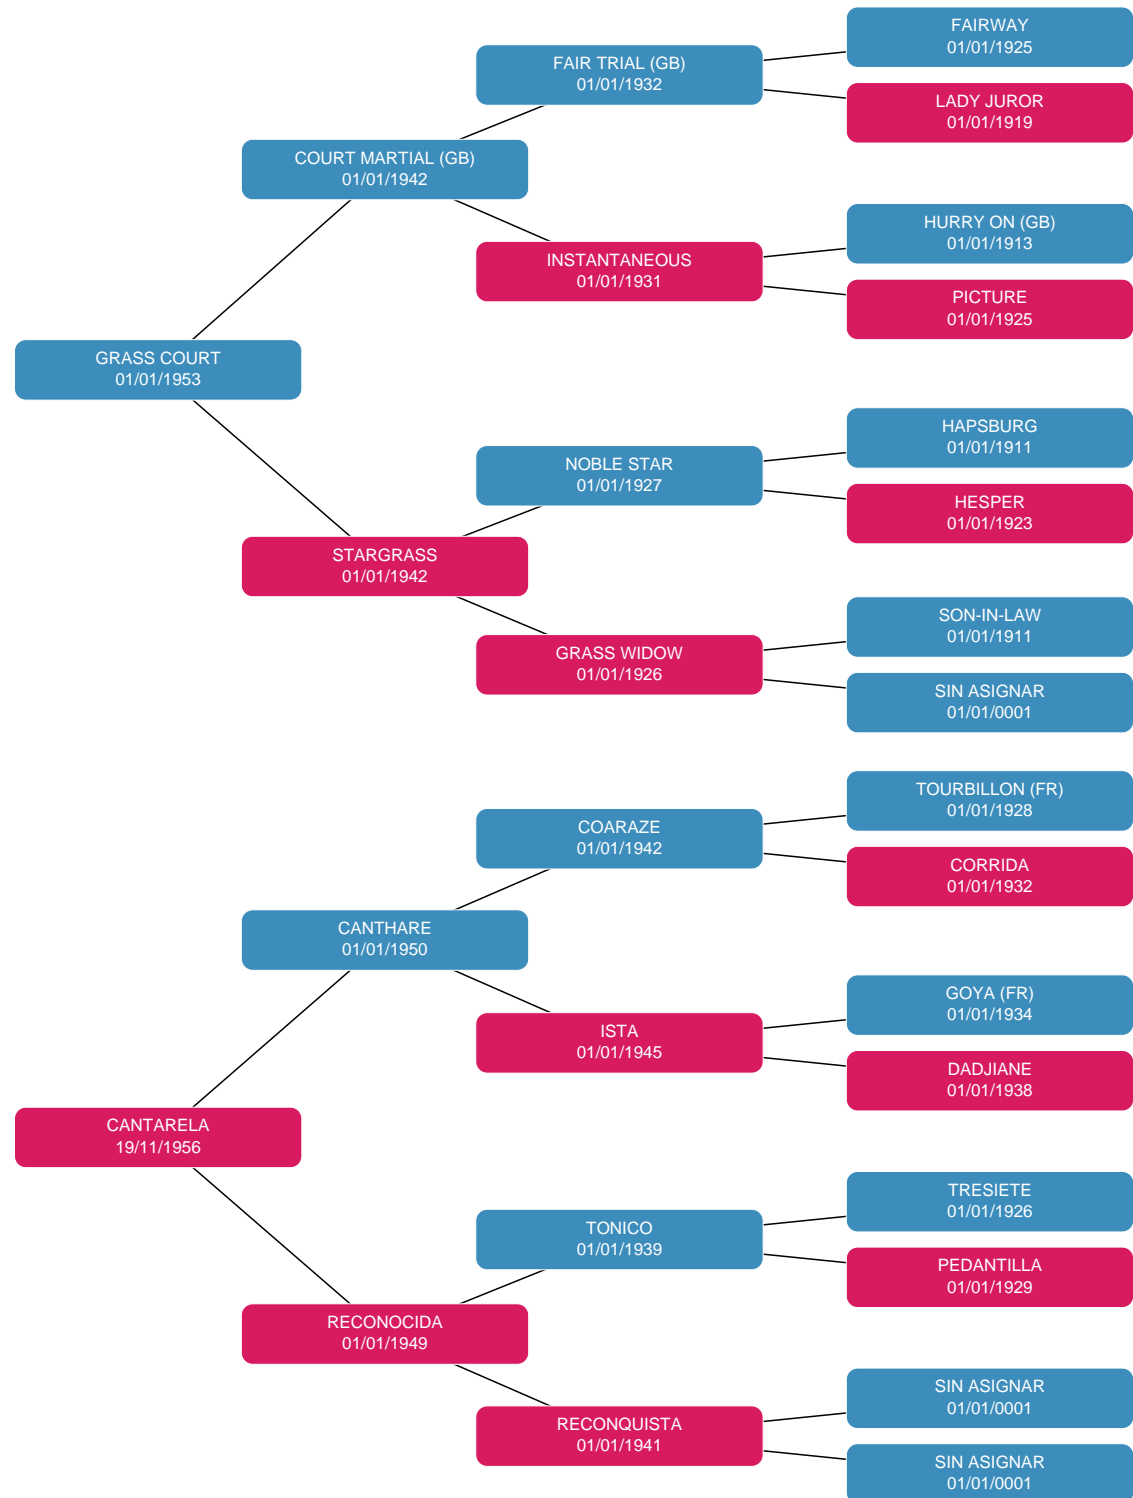 FAIRWAY
01/01/1925
FAIR TRIAL (GB)
01/01/1932
LADY JUROR
01/01/1919
COURT MARTIAL (GB)
01/01/1942
HURRY ON (GB)
01/01/1913
INSTANTANEOUS
01/01/1931
PICTURE
01/01/1925
GRASS COURT
01/01/1953
HAPSBURG
01/01/1911
NOBLE STAR
01/01/1927
HESPER
01/01/1923
STARGRASS
01/01/1942
SON-IN-LAW
01/01/1911
GRASS WIDOW
01/01/1926
SIN ASIGNAR
01/01/0001
TOURBILLON (FR)
01/01/1928
COARAZE
01/01/1942
CORRIDA
01/01/1932
CANTHARE
01/01/1950
GOYA (FR)
01/01/1934
ISTA
01/01/1945
DADJIANE
01/01/1938
CANTARELA
19/11/1956
TRESIETE
01/01/1926
TONICO
01/01/1939
PEDANTILLA
01/01/1929
RECONOCIDA
01/01/1949
SIN ASIGNAR
01/01/0001
RECONQUISTA
01/01/1941
SIN ASIGNAR
01/01/0001